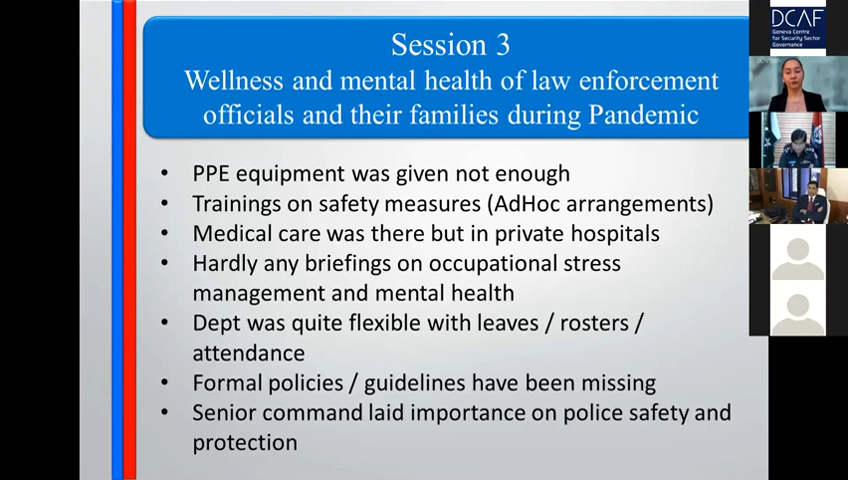 Session 3
Wellness and mental health of law enforcement
officials and their families during Pandemic
• PPE equipment was given not enough
• Trainings on safety measures (AdHoc arrangements)
• Medical care was there but in private hospitals
• Hardly any briefings on occupational stress
management and mental health
• Dept was quite flexible with leaves / rosters /
attendance
• Formal policies / guidelines have been missing
• Senior command laid importance on police safety and
protection
DCAF
Geneva Centre
for Security Sector
Governance